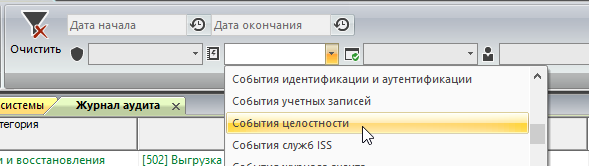 Дата начала Дата окончания
Очистить
События идентификации и аутентификации
События учетных записей
системы Журнал аудита
События целостности
События служб ISS
[502] Выгрузка
и восстановления